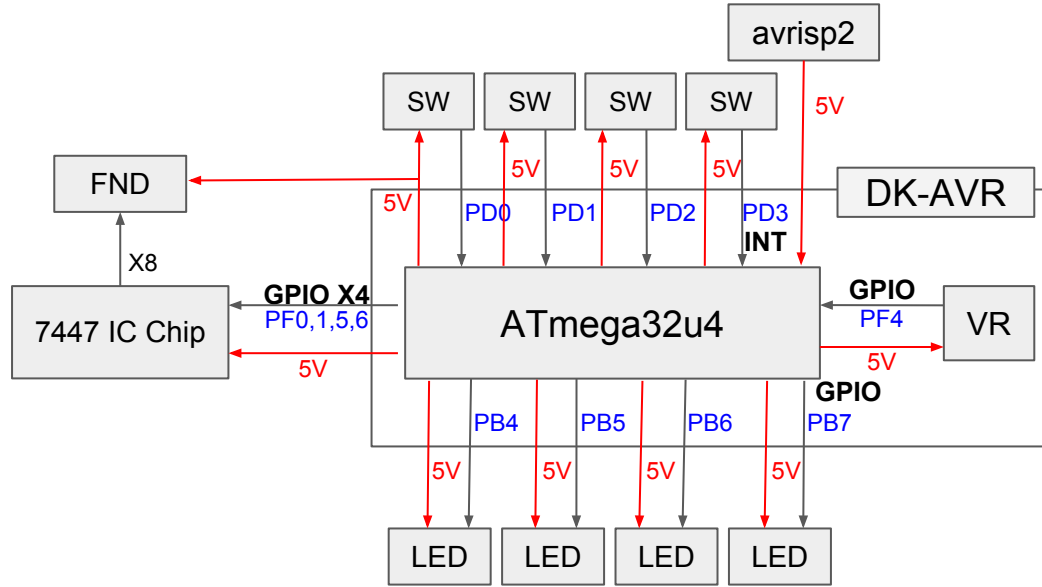 avrisp2
SW
SW
SW
SW
5V
FND
5V
5V
5V
5V
DK-AVR
PD0
PD1
PD2
PD3
INT
X8
7447 IC Chip
GPIO X4
PF0,1,5,6
5V
ATmega32u4
GPIO
PF4
5V
VR
GPIO
PB4
PB5
PB6
PB7
5V
5V
5V
5V
LED
LED
LED
LED